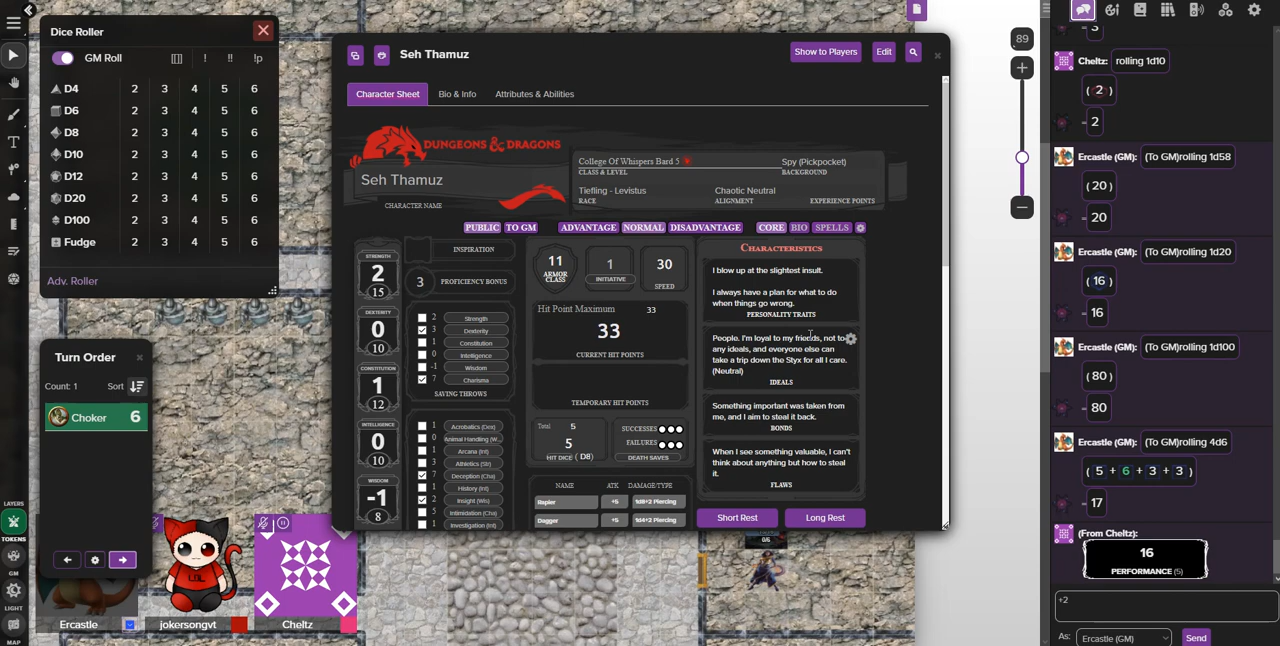 Dice Roller
GM Roll [[]] ! !! !p
D4 2 3 4 5 6
D6 2 3 4 5 6
D8 2 3 4 5 6
D10 2 3 4 5 6
D12 2 3 4 5 6
D20 2 3 4 5 6
D100 2 3 4 5 6
Fudge 2 3 4 5 6
Adv. Roller
Turn Order
Count: 1 Sort
Choker 6
LAYERS
TOKENS
GM
LIGHT
MAP
LOL
Ercastle
jokersongvt
Cheltz
Seh Thamuz
Show to Players
Edit
Character Sheet
Bio & Info
Attributes & Abilities
DUNGEONS & DRAGONS
Seh Thamuz
CHARACTER NAME
College Of Whispers Bard 5
CLASS & LEVEL
Spy (Pickpocket)
BACKGROUND
Tiefling - Levistus
RACE
Chaotic Neutral
ALIGNMENT
EXPERIENCE POINTS
PUBLIC TO GM
ADVANTAGE NORMAL DISADVANTAGE
CORE BIO SPELLS
STRENGTH
2
15
DEXTERITY
0
10
CONSTITUTION
1
12
INTELLIGENCE
0
10
WISDOM
-1
8
INSPIRATION
3 PROFICIENCY BONUS
2 Strength
3 Dexterity
1 Constitution
0 Intelligence
-1 Wisdom
7 Charisma
SAVING THROWS
1 Acrobatics (Dex)
0 Animal Handling (W...
1 Arcana (Int)
3 Athletics (Str)
7 Deception (Cha)
1 History (Int)
2 Insight (Wis)
5 Intimidation (Cha)
1 Investigation (Int)
11
ARMOR
CLASS
1
INITIATIVE
30
SPEED
Hit Point Maximum 33
33
CURRENT HIT POINTS
TEMPORARY HIT POINTS
Total 5
5
HIT DICE (D8)
SUCCESSES
FAILURES
DEATH SAVES
NAME ATK DAMAGE/TYPE
Rapier +5 1d8+2 Piercing
Dagger +5 1d4+2 Piercing
CHARACTERISTICS
I blow up at the slightest insult.
I always have a plan for what to do
when things go wrong.
PERSONALITY TRAITS
People. I'm loyal to my friends, not to
any ideals, and everyone else can
take a trip down the Styx for all I care.
(Neutral)
IDEALS
Something important was taken from
me, and I aim to steal it back.
BONDS
When I see something valuable, I can't
think about anything but how to steal
it.
FLAWS
Short Rest
Long Rest
0/6
89
Cheltz: rolling 1d10
(2)
=2
Ercastle (GM): (To GM)rolling 1d58
(20)
=20
Ercastle (GM): (To GM)rolling 1d20
(16)
=16
Ercastle (GM): (To GM)rolling 1d100
(80)
=80
Ercastle (GM): (To GM)rolling 4d6
(5+6+3+3)
=17
(From Cheltz):
16
PERFORMANCE (5)
+2
As: Ercastle (GM) Send